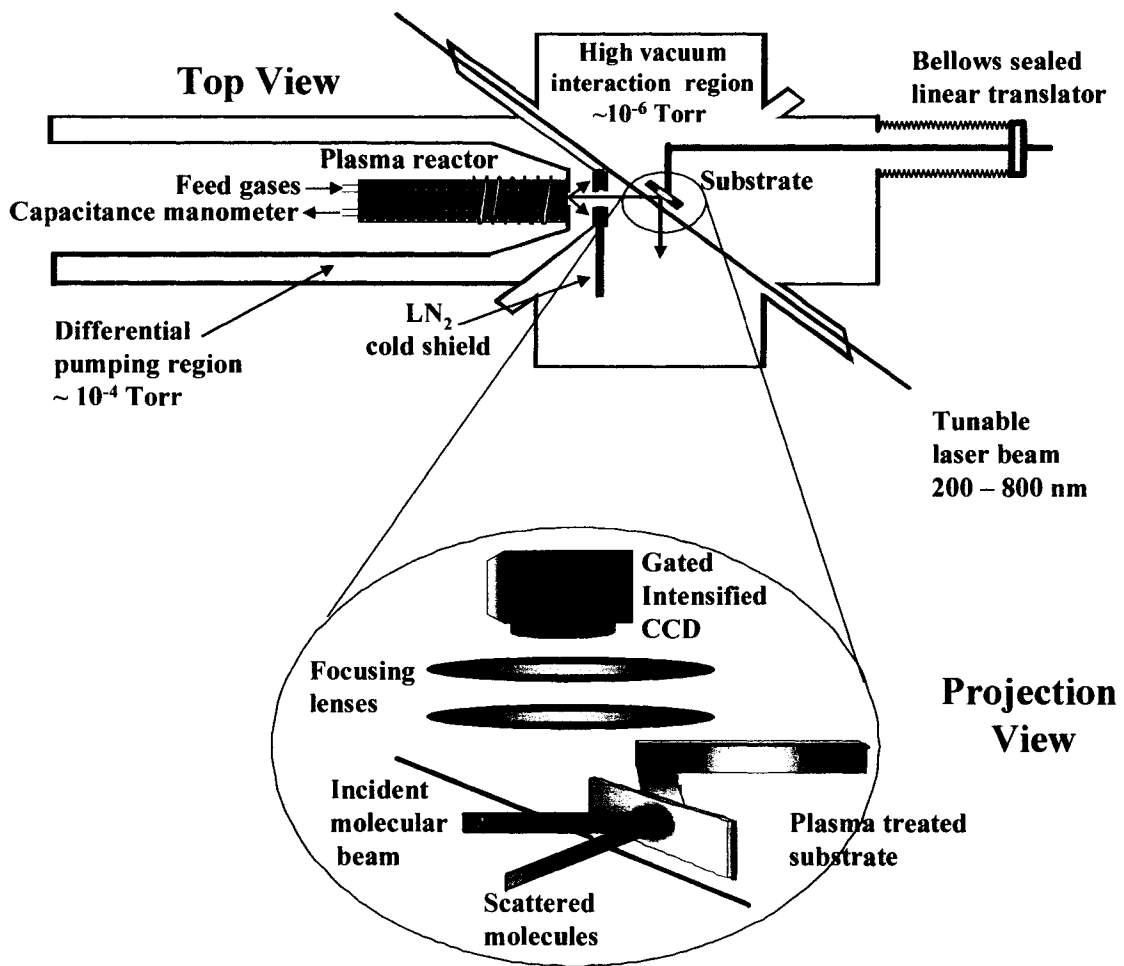 Top View
High vacuum
interaction region
~10⁻⁶ Torr
Bellows sealed
linear translator
Plasma reactor
Feed gases
Capacitance manometer
Substrate
LN₂
cold shield
Differential
pumping region
~ 10⁻⁴ Torr
Tunable
laser beam
200 – 800 nm
Gated
Intensified
CCD
Focusing
lenses
Projection
View
Incident
molecular
beam
Plasma treated
substrate
Scattered
molecules